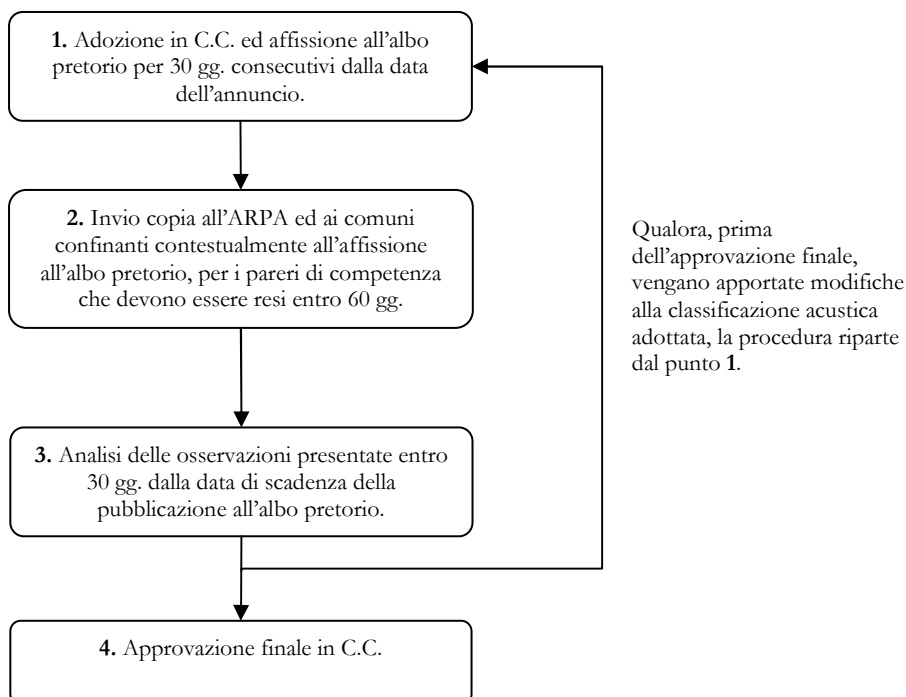 1. Adozione in C.C. ed affissione all’albo
pretorio per 30 gg. consecutivi dalla data
dell’annuncio.
2. Invio copia all’ARPA ed ai comuni
confinanti contestualmente all’affissione
all’albo pretorio, per i pareri di competenza
che devono essere resi entro 60 gg.
Qualora, prima
dell’approvazione finale,
vengano apportate modifiche
alla classificazione acustica
adottata, la procedura riparte
dal punto 1.
3. Analisi delle osservazioni presentate entro
30 gg. dalla data di scadenza della
pubblicazione all’albo pretorio.
4. Approvazione finale in C.C.